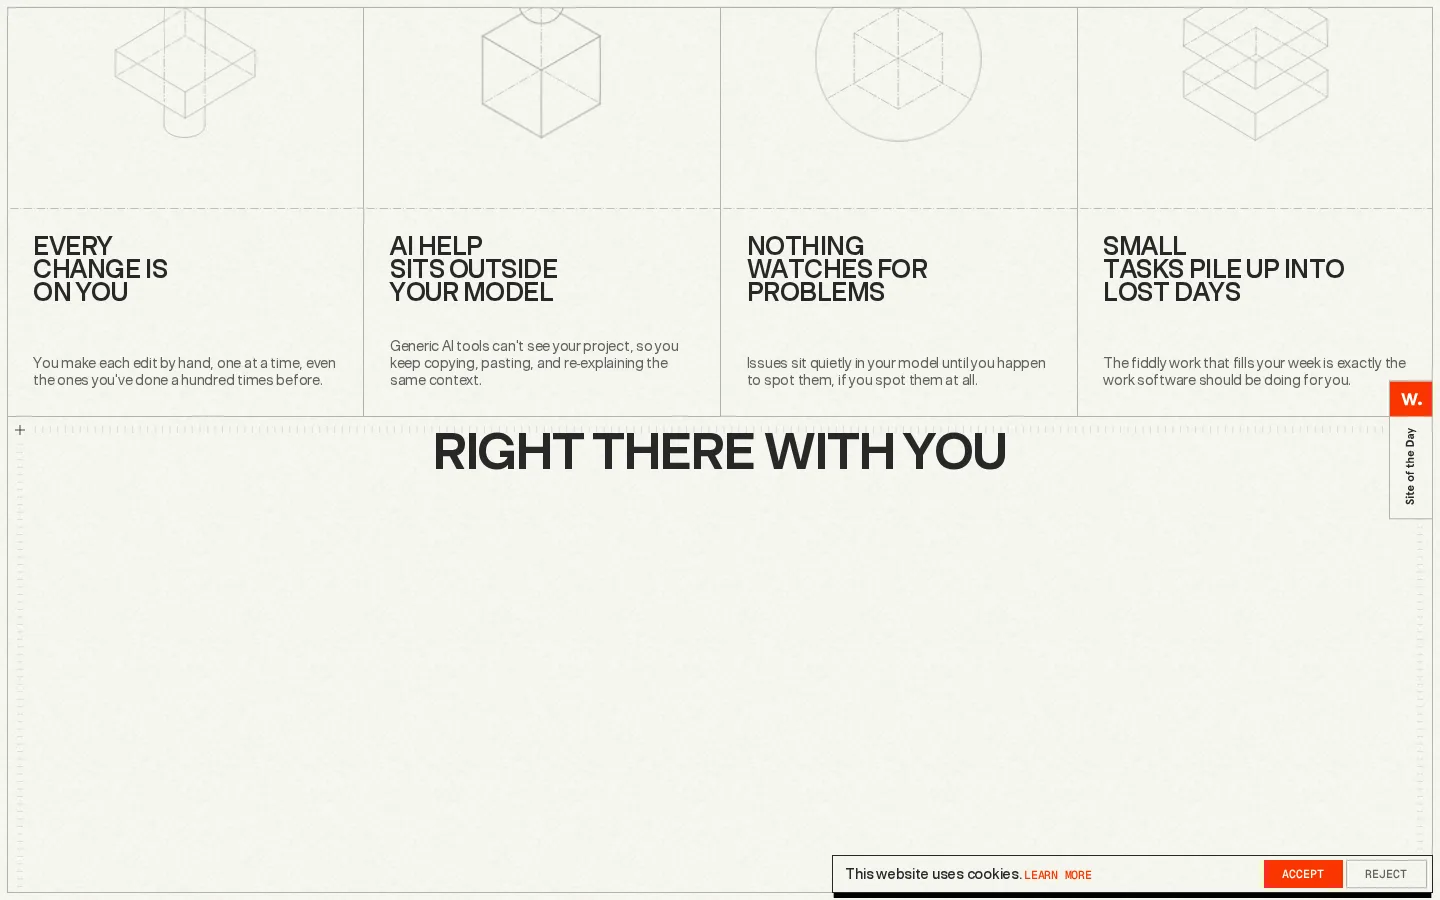 EVERY
CHANGE IS
ON YOU
You make each edit by hand, one at a time, even
the ones you've done a hundred times before.
AI HELP
SITS OUTSIDE
YOUR MODEL
Generic AI tools can't see your project, so you
keep copying, pasting, and re-explaining the
same context.
NOTHING
WATCHES FOR
PROBLEMS
Issues sit quietly in your model until you happen
to spot them, if you spot them at all.
SMALL
TASKS PILE UP INTO
LOST DAYS
The fiddly work that fills your week is exactly the
work software should be doing for you.
W.
Site of the Day
RIGHT THERE WITH YOU
This website uses cookies. LEARN MORE
ACCEPT
REJECT